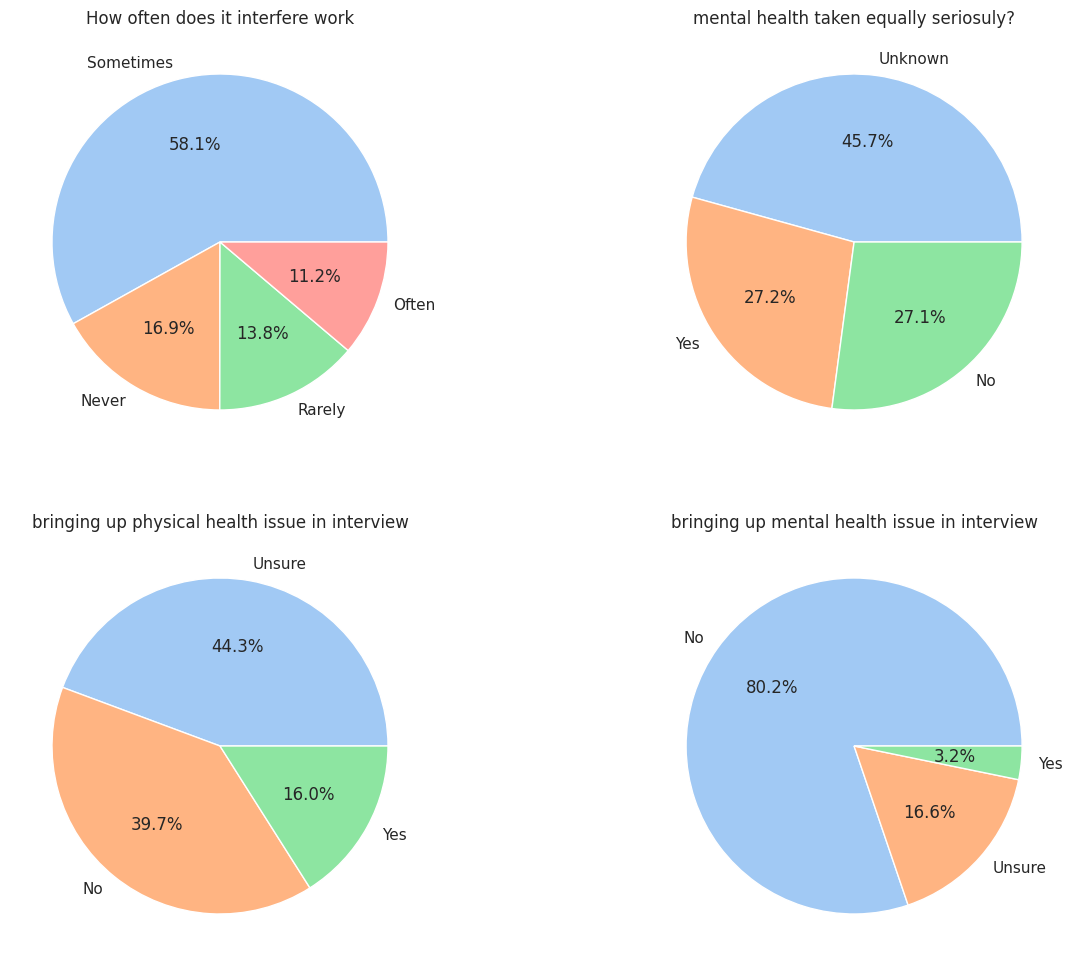 How often does it interfere work
Sometimes
58.1%
11.2%
Often
16.9%
13.8%
Never
Rarely
mental health taken equally seriosuly?
Unknown
45.7%
27.2%
27.1%
Yes
No
bringing up physical health issue in interview
Unsure
44.3%
16.0%
39.7%
Yes
No
bringing up mental health issue in interview
No
80.2%
3.2%
Yes
16.6%
Unsure